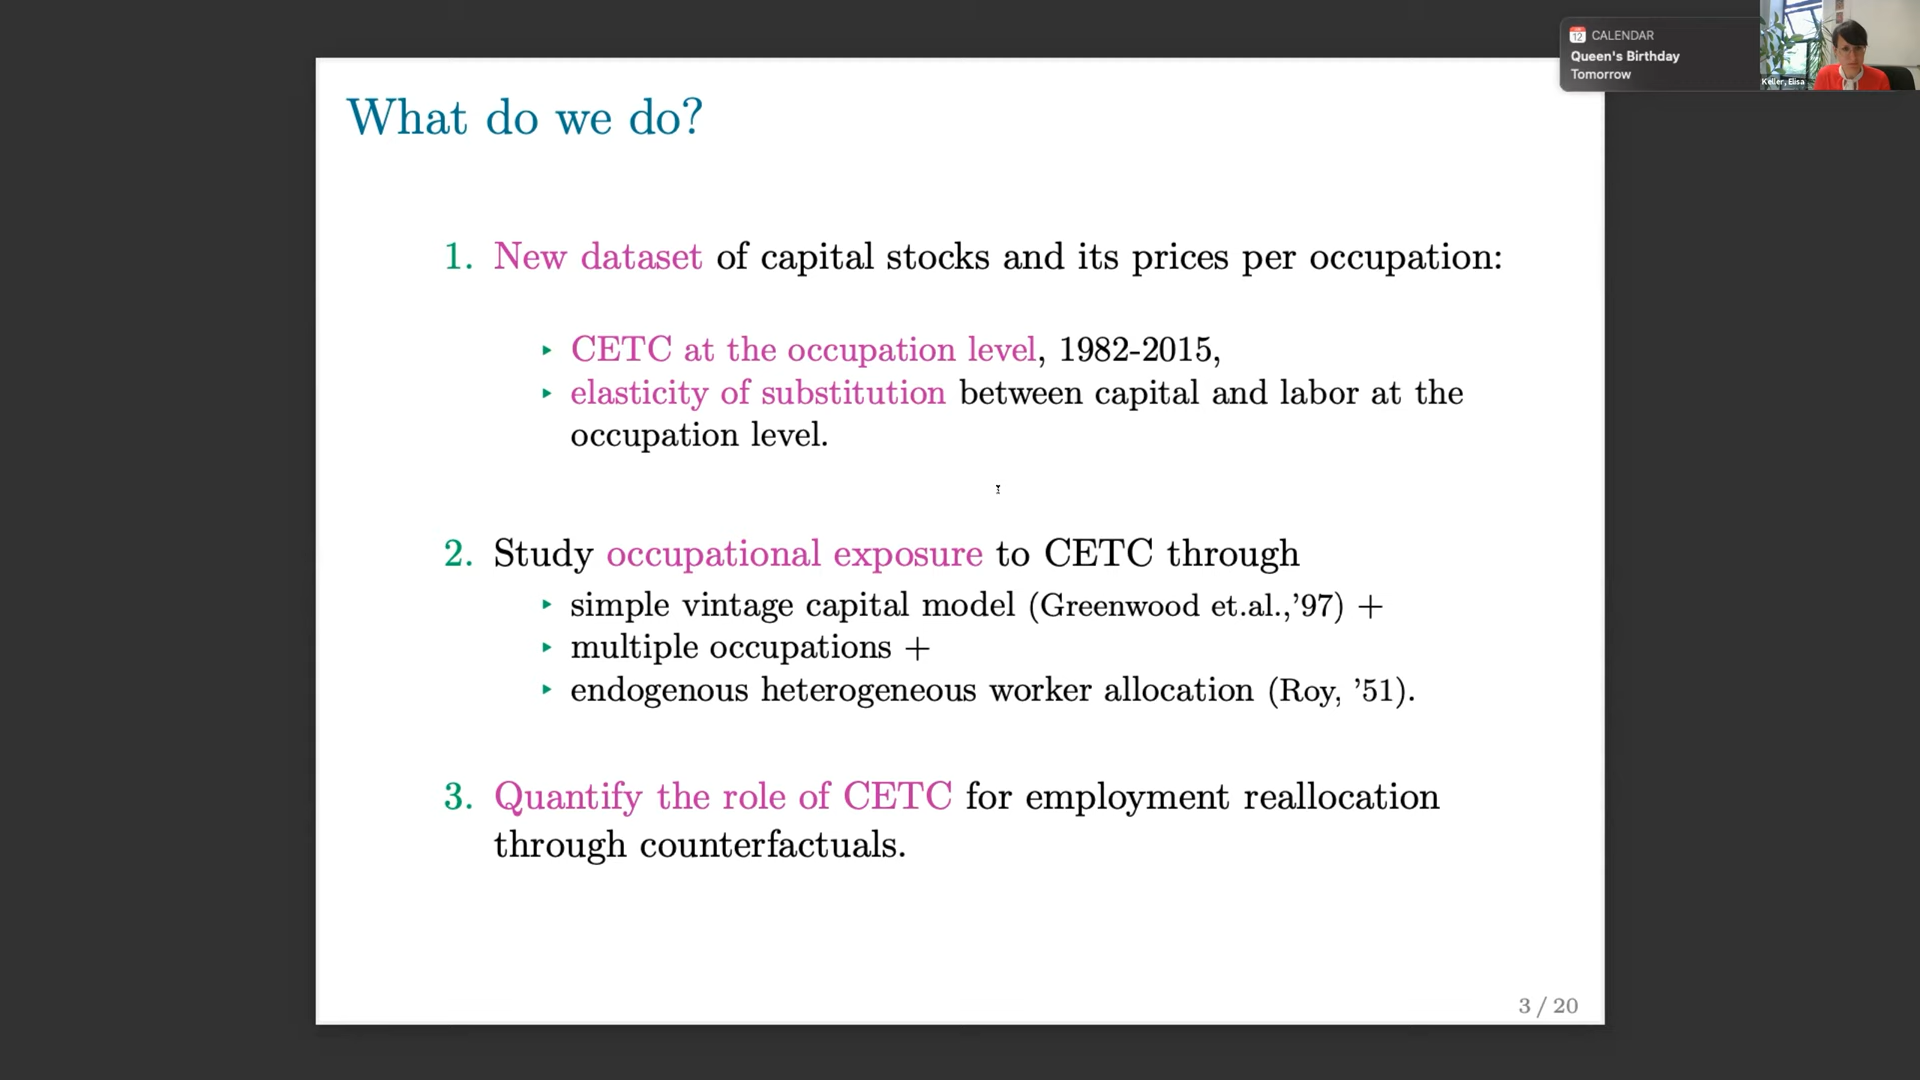 What do we do?
1. New dataset of capital stocks and its prices per occupation:
‣ CETC at the occupation level, 1982-2015,
‣ elasticity of substitution between capital and labor at the
occupation level.
2. Study occupational exposure to CETC through
‣ simple vintage capital model (Greenwood et.al.,’97) +
‣ multiple occupations +
‣ endogenous heterogeneous worker allocation (Roy, ’51).
3. Quantify the role of CETC for employment reallocation
through counterfactuals.
3 / 20
12 CALENDAR
Queen's Birthday
Tomorrow
Keller, Elisa